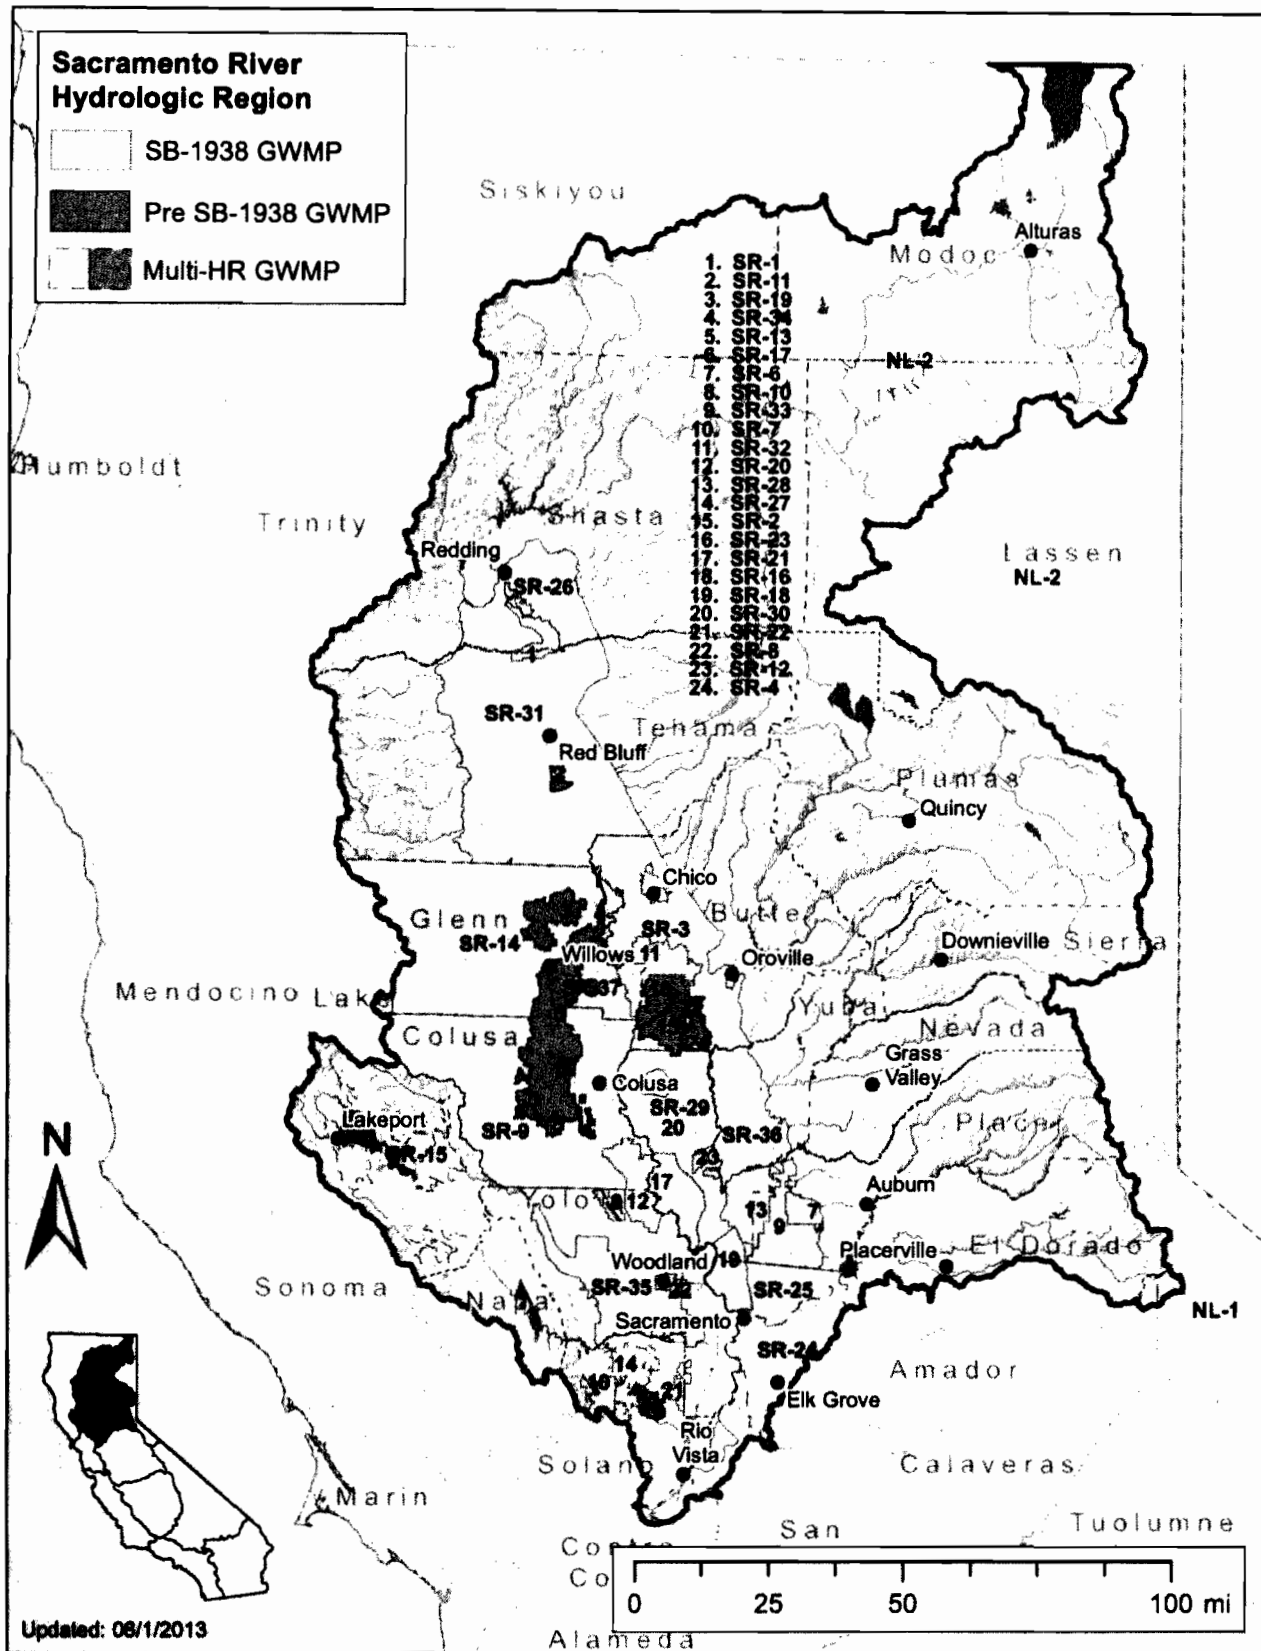 Sacramento River
Hydrologic Region
SB-1938 GWMP
Pre SB-1938 GWMP
Multi-HR GWMP
Siskiyou
Modoc
Alturas
1. SR-1
2. SR-11
3. SR-19
4. SR-34
5. SR-13
6. SR-17
7. SR-6
8. SR-10
9. SR-33
10. SR-7
11. SR-32
12. SR-20
13. SR-28
14. SR-27
15. SR-2
16. SR-23
17. SR-21
18. SR-16
19. SR-18
20. SR-30
21. SR-22
22. SR-8
23. SR-12
24. SR-4
NL-2
Humboldt
Trinity
Shasta
Redding
SR-26
Lassen
NL-2
1
SR-31
Red Bluff
Tehama
Plumas
Quincy
Chico
Glenn
Butte
SR-3
SR-14
Willows 11
Oroville
Downieville
Sierra
Mendocino
Lake
37
Yuba
Nevada
Colusa
Grass
Valley
Colusa
SR-29
20
Lakeport
SR-9
SR-36
Placer
SR-15
23
N
17
Yolo
12
Auburn
13
7
9
Woodland
19
Placerville
El Dorado
Sonoma
Napa
SR-35
22
SR-25
Sacramento
NL-1
SR-24
14
Amador
21
Elk Grove
Rio
Vista
Solano
Calaveras
Marin
San
Tuolumne
Contra
Co
0 25 50 100 mi
Updated: 08/1/2013
Alameda